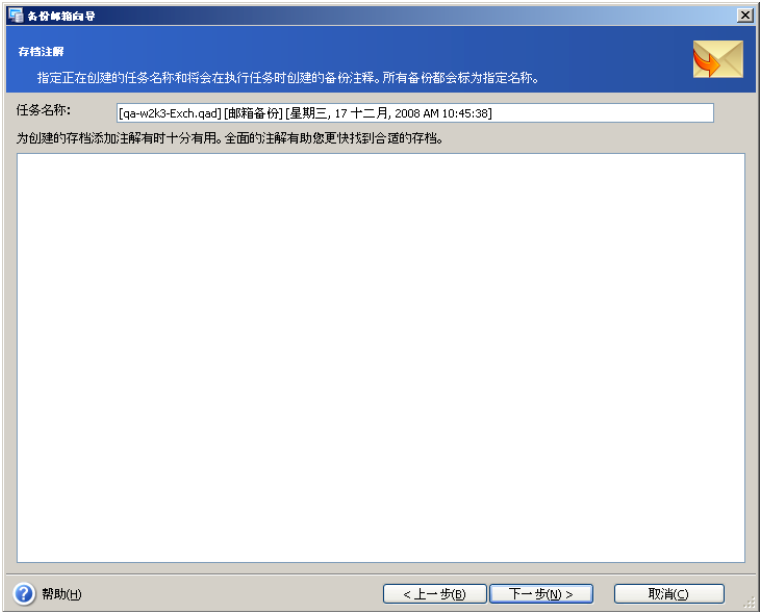 备份邮箱向导
存档注解
指定正在创建的任务名称和将会在执行任务时创建的备份注释。所有备份都会标为指定名称。
任务名称: [qa-w2k3-Exch.qad] [邮箱备份] [星期三, 17 十二月, 2008 AM 10:45:38]
为创建的存档添加注解有时十分有用。全面的注解有助您更快找到合适的存档。
帮助(H) < 上一步(B) 下一步(N) > 取消(C)